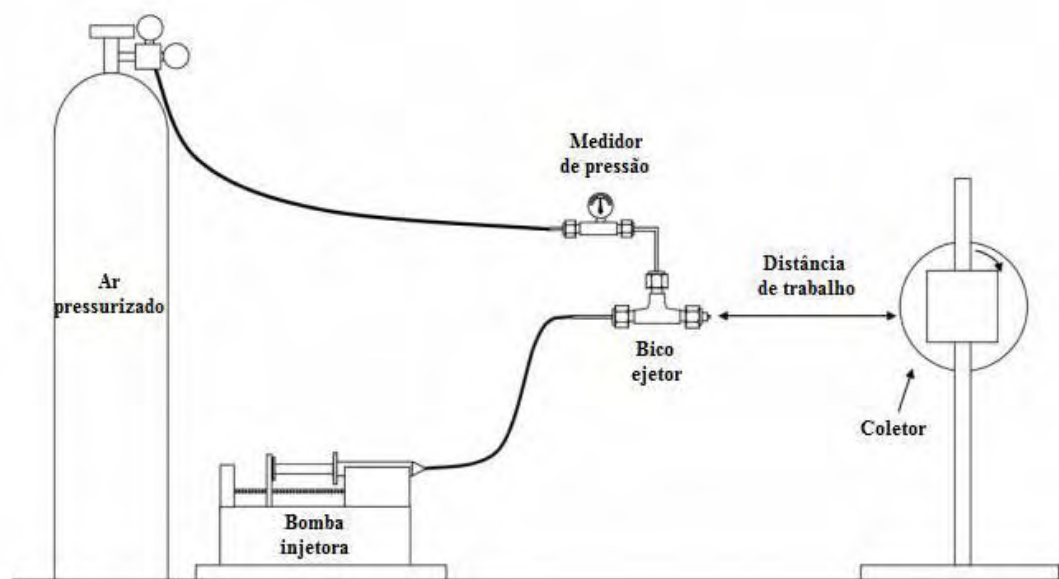 Medidor
de pressão
Ar
pressurizado
Distância
de trabalho
Bico
ejetor
Coletor
Bomba
injetora